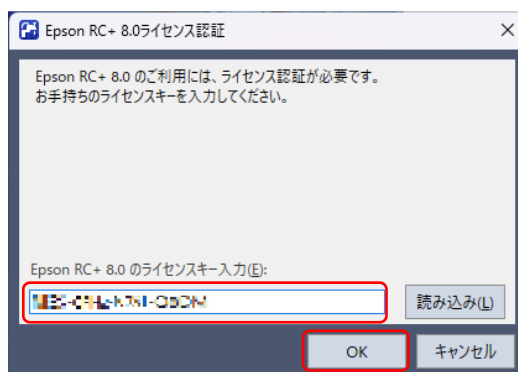 Epson RC+ 8.0ライセンス認証
Epson RC+ 8.0 のご利用には、ライセンス認証が必要です。
お手持ちのライセンスキーを入力してください。
Epson RC+ 8.0 のライセンスキー入力(E):
読み込み(L)
OK
キャンセル